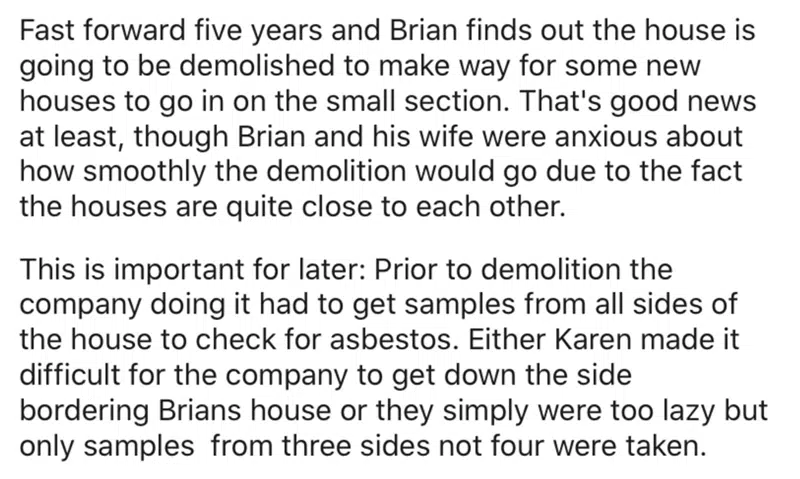 Fast forward five years and Brian finds out the house is
going to be demolished to make way for some new
houses to go in on the small section. That's good news
at least, though Brian and his wife were anxious about
how smoothly the demolition would go due to the fact
the houses are quite close to each other.
This is important for later: Prior to demolition the
company doing it had to get samples from all sides of
the house to check for asbestos. Either Karen made it
difficult for the company to get down the side
bordering Brians house or they simply were too lazy but
only samples  from three sides not four were taken.